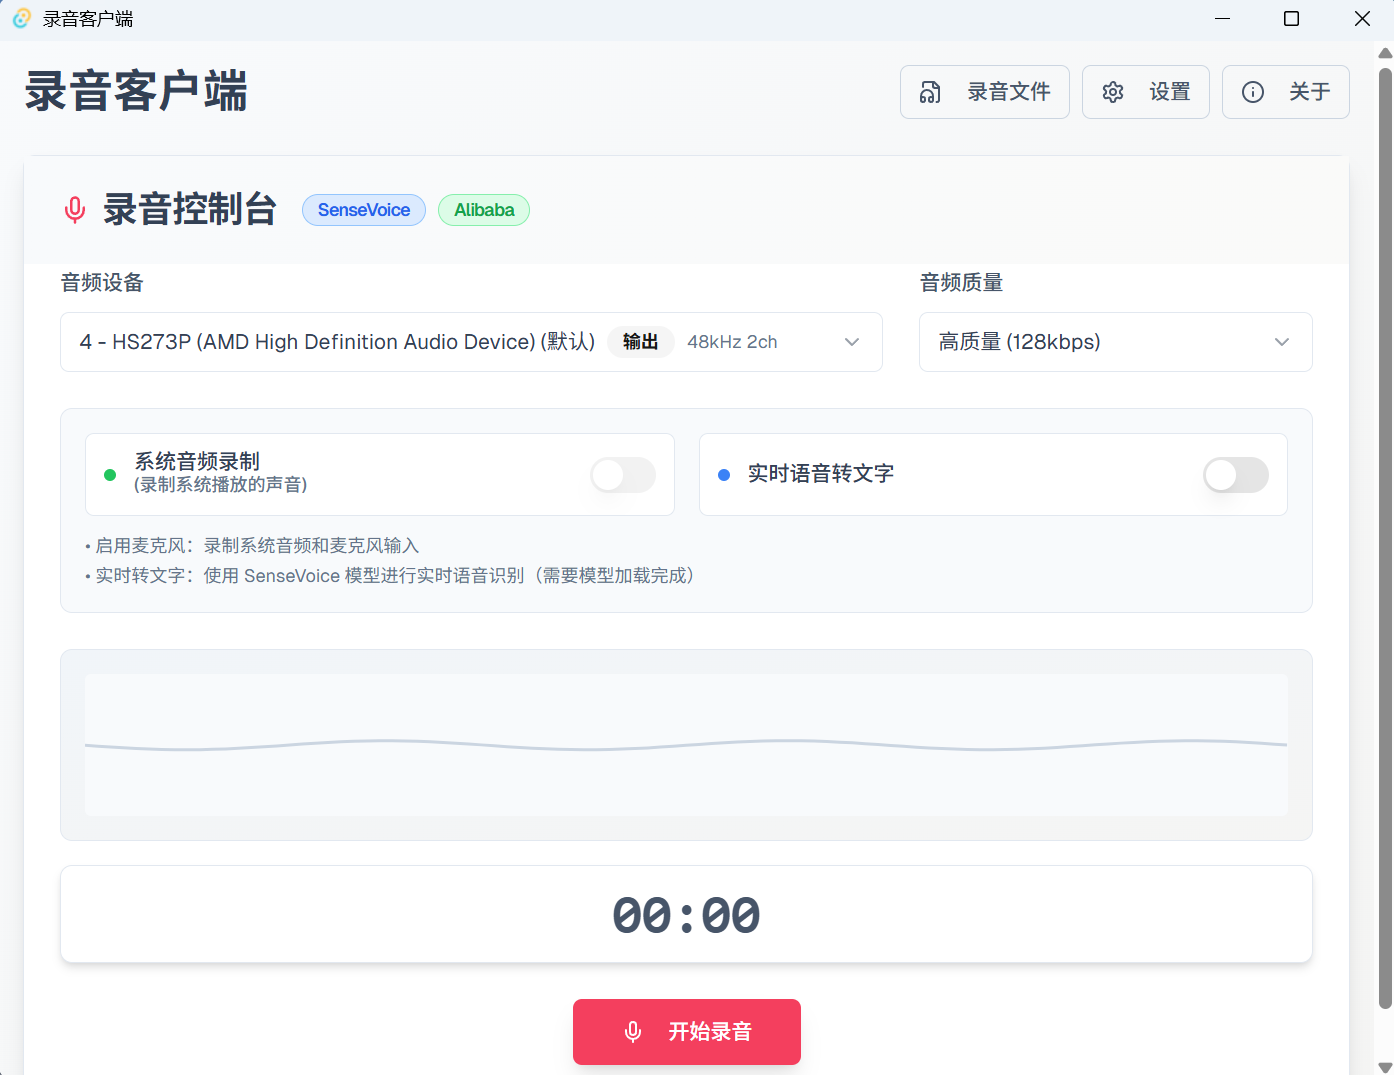 录音客户端
录音客户端
录音文件
设置
关于
录音控制台 SenseVoice Alibaba
音频设备
音频质量
4 - HS273P (AMD High Definition Audio Device) (默认) 输出 48kHz 2ch
高质量 (128kbps)
系统音频录制
(录制系统播放的声音)
实时语音转文字
• 启用麦克风：录制系统音频和麦克风输入
• 实时转文字：使用 SenseVoice 模型进行实时语音识别（需要模型加载完成）
00:00
开始录音